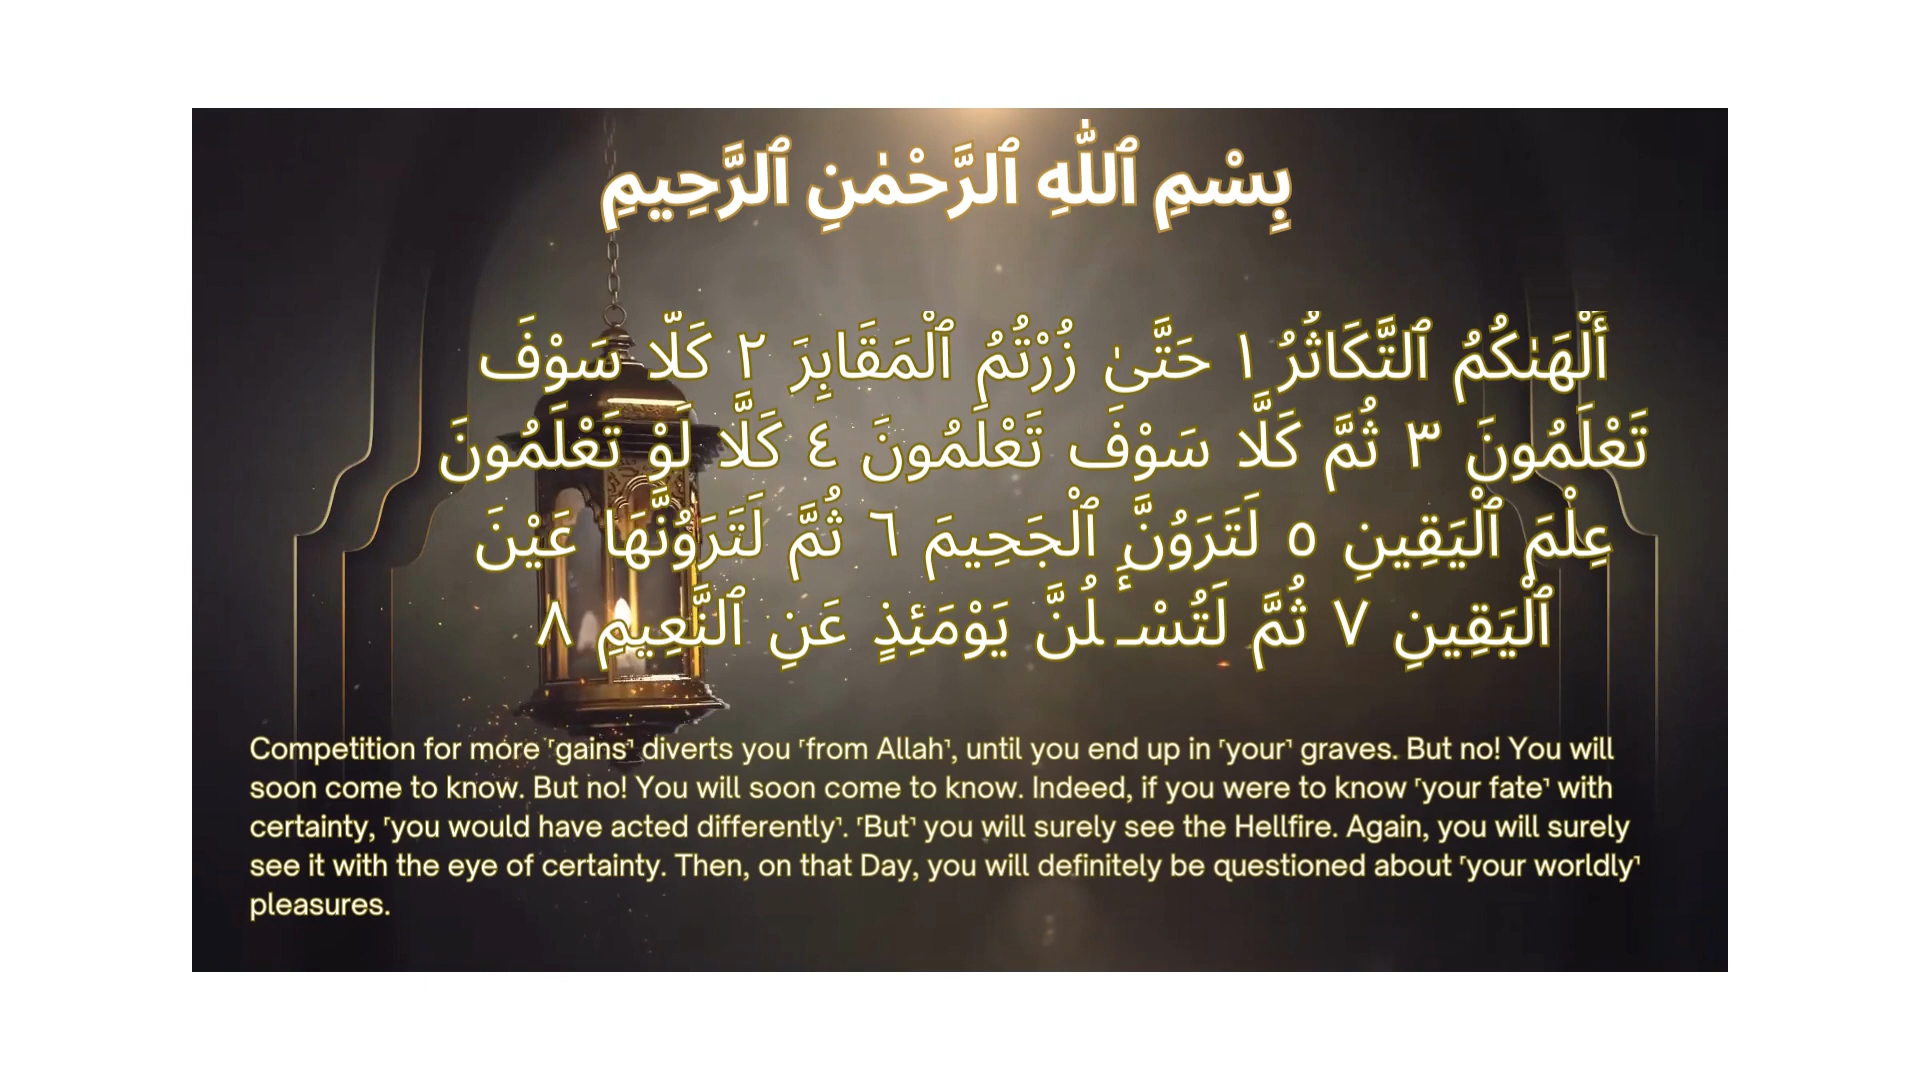 بِسْمِ ٱللَّهِ ٱلرَّحْمَٰنِ ٱلرَّحِيمِ
أَلْهَىٰكُمُ ٱلتَّكَاثُرُ ١ حَتَّىٰ زُرْتُمُ ٱلْمَقَابِرَ ٢ كَلَّا سَوْفَ
تَعْلَمُونَ ٣ ثُمَّ كَلَّا سَوْفَ تَعْلَمُونَ ٤ كَلَّا لَوْ تَعْلَمُونَ
عِلْمَ ٱلْيَقِينِ ٥ لَتَرَوُنَّ ٱلْجَحِيمَ ٦ ثُمَّ لَتَرَوُنَّهَا عَيْنَ
ٱلْيَقِينِ ٧ ثُمَّ لَتُسْـَٔلُنَّ يَوْمَئِذٍ عَنِ ٱلنَّعِيمِ ٨
Competition for more ˹gains˺ diverts you ˹from Allah˺, until you end up in ˹your˺ graves. But no! You will
soon come to know. But no! You will soon come to know. Indeed, if you were to know ˹your fate˺ with
certainty, ˹you would have acted differently˺. ˹But˺ you will surely see the Hellfire. Again, you will surely
see it with the eye of certainty. Then, on that Day, you will definitely be questioned about ˹your worldly˺
pleasures.